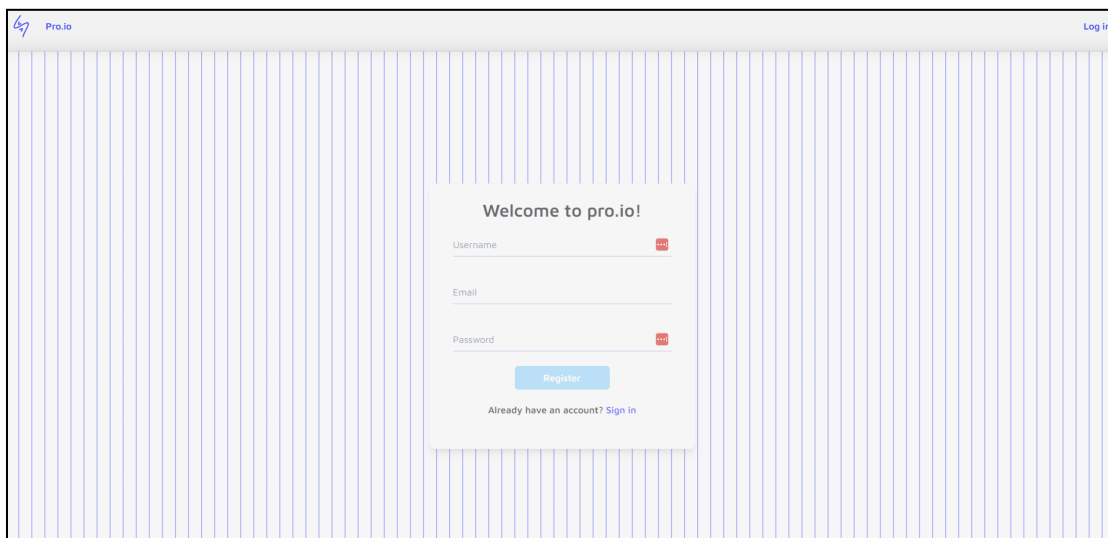 Pro.io
Log in
Welcome to pro.io!
Username
Email
Password
Register
Already have an account? Sign in